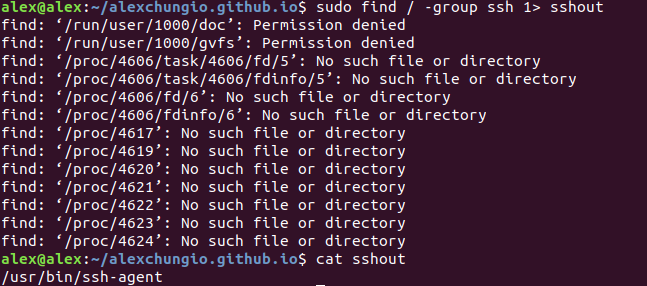 alex@alex:~/alexchungio.github.io$ sudo find / -group ssh 1> sshout
find: ‘/run/user/1000/doc’: Permission denied
find: ‘/run/user/1000/gvfs’: Permission denied
find: ‘/proc/4606/task/4606/fd/5’: No such file or directory
find: ‘/proc/4606/task/4606/fdinfo/5’: No such file or directory
find: ‘/proc/4606/fd/6’: No such file or directory
find: ‘/proc/4606/fdinfo/6’: No such file or directory
find: ‘/proc/4617’: No such file or directory
find: ‘/proc/4619’: No such file or directory
find: ‘/proc/4620’: No such file or directory
find: ‘/proc/4621’: No such file or directory
find: ‘/proc/4622’: No such file or directory
find: ‘/proc/4623’: No such file or directory
find: ‘/proc/4624’: No such file or directory
alex@alex:~/alexchungio.github.io$ cat sshout
/usr/bin/ssh-agent